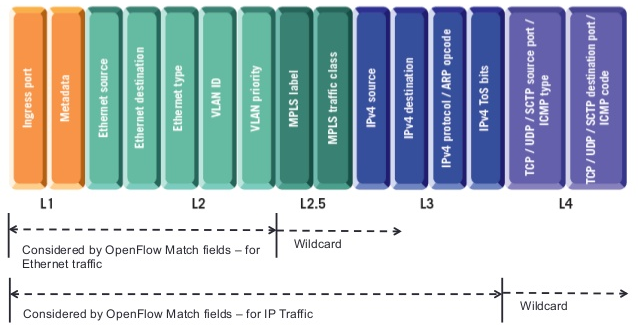 Ingress port
Metadata
Ethernet source
Ethernet destination
Ethernet type
VLAN ID
VLAN priority
MPLS label
MPLS traffic class
IPv4 source
IPv4 destination
IPv4 protocol / ARP opcode
IPv4 ToS bits
TCP / UDP / SCTP source port /
ICMP type
TCP / UDP / SCTP destination port /
ICMP code
L1
L2
L2.5
L3
L4
Considered by OpenFlow Match fields – for
Ethernet traffic
Wildcard
Considered by OpenFlow Match fields – for IP Traffic
Wildcard